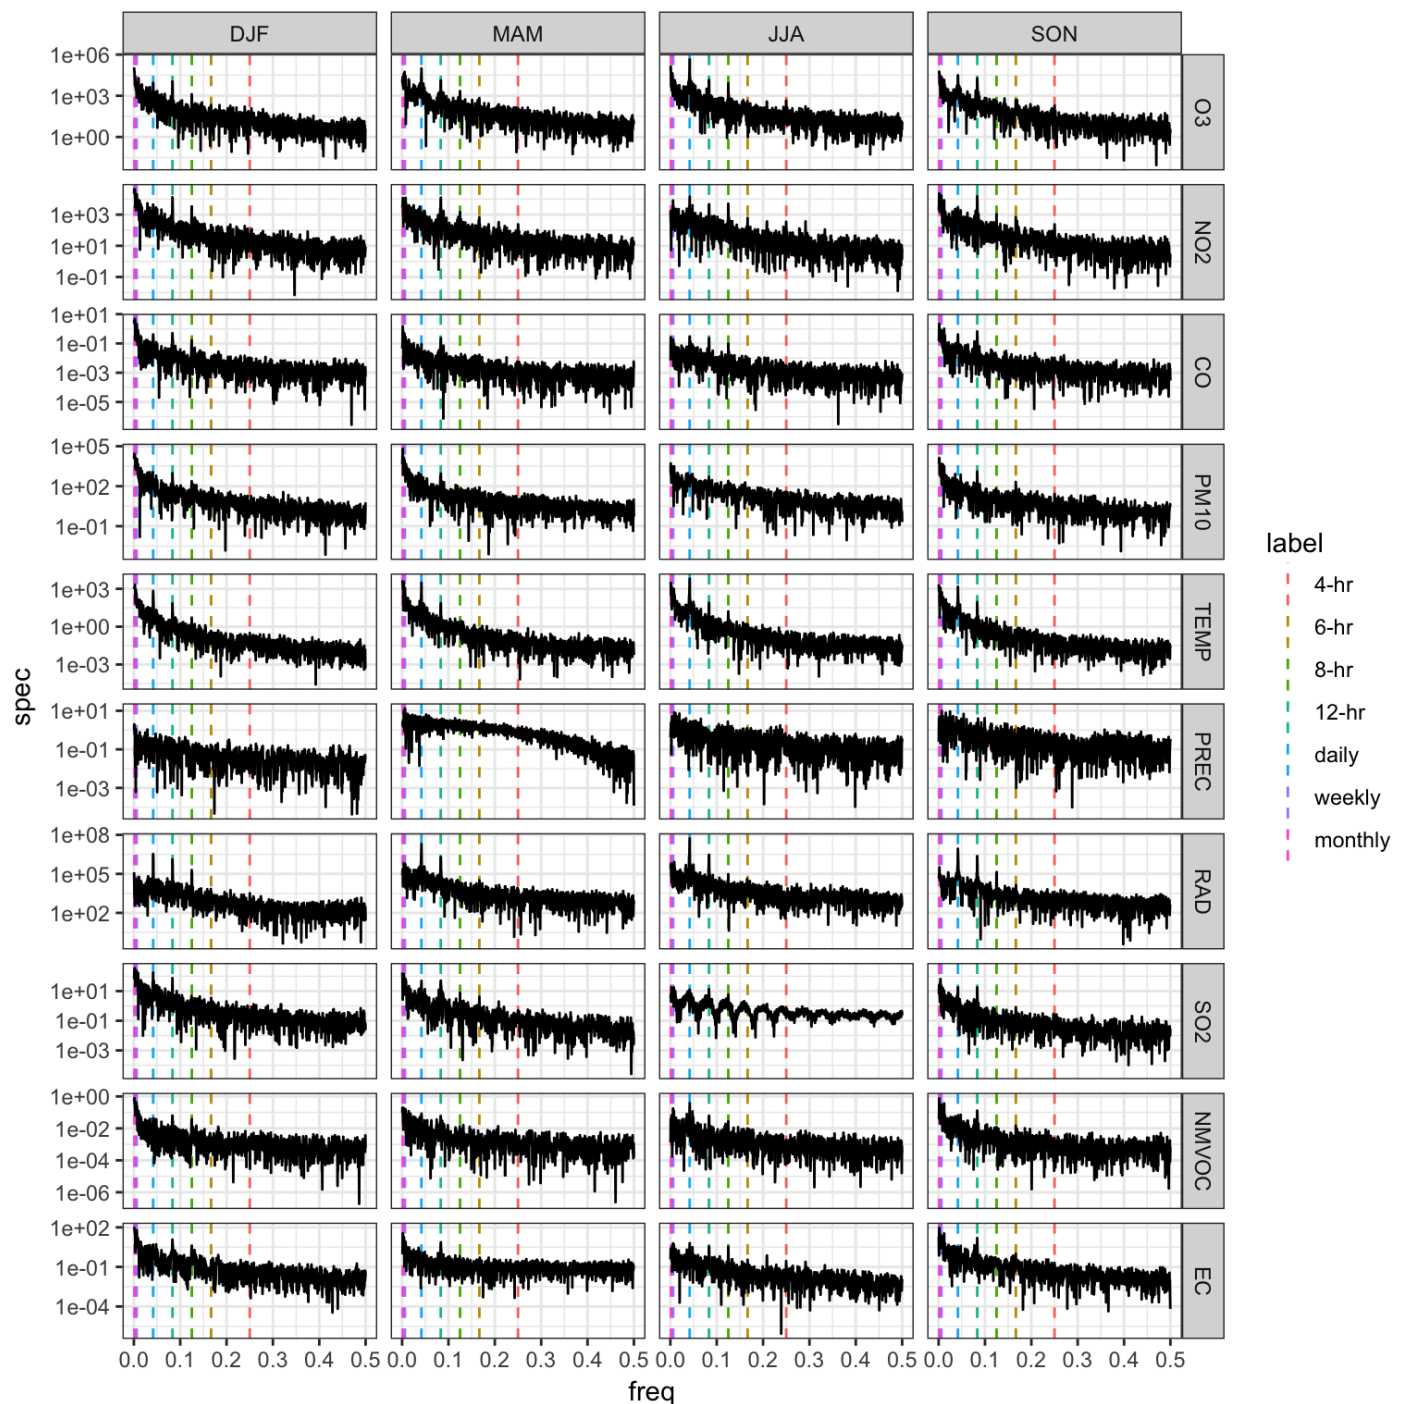 DJF MAM JJA SON
1e+06
1e+03
1e+00
O3
1e+03
1e+01
1e-01
NO2
1e+01
1e-01
1e-03
1e-05
CO
1e+05
1e+02
1e-01
PM10
1e+03
1e+00
1e-03
TEMP
1e+01
1e-01
1e-03
PREC
1e+08
1e+05
1e+02
RAD
1e+01
1e-01
1e-03
SO2
1e+00
1e-02
1e-04
1e-06
NMVOC
1e+02
1e-01
1e-04
EC
0.0 0.1 0.2 0.3 0.4 0.5 0.0 0.1 0.2 0.3 0.4 0.5 0.0 0.1 0.2 0.3 0.4 0.5 0.0 0.1 0.2 0.3 0.4 0.5
freq
spec
label
4-hr
6-hr
8-hr
12-hr
daily
weekly
monthly